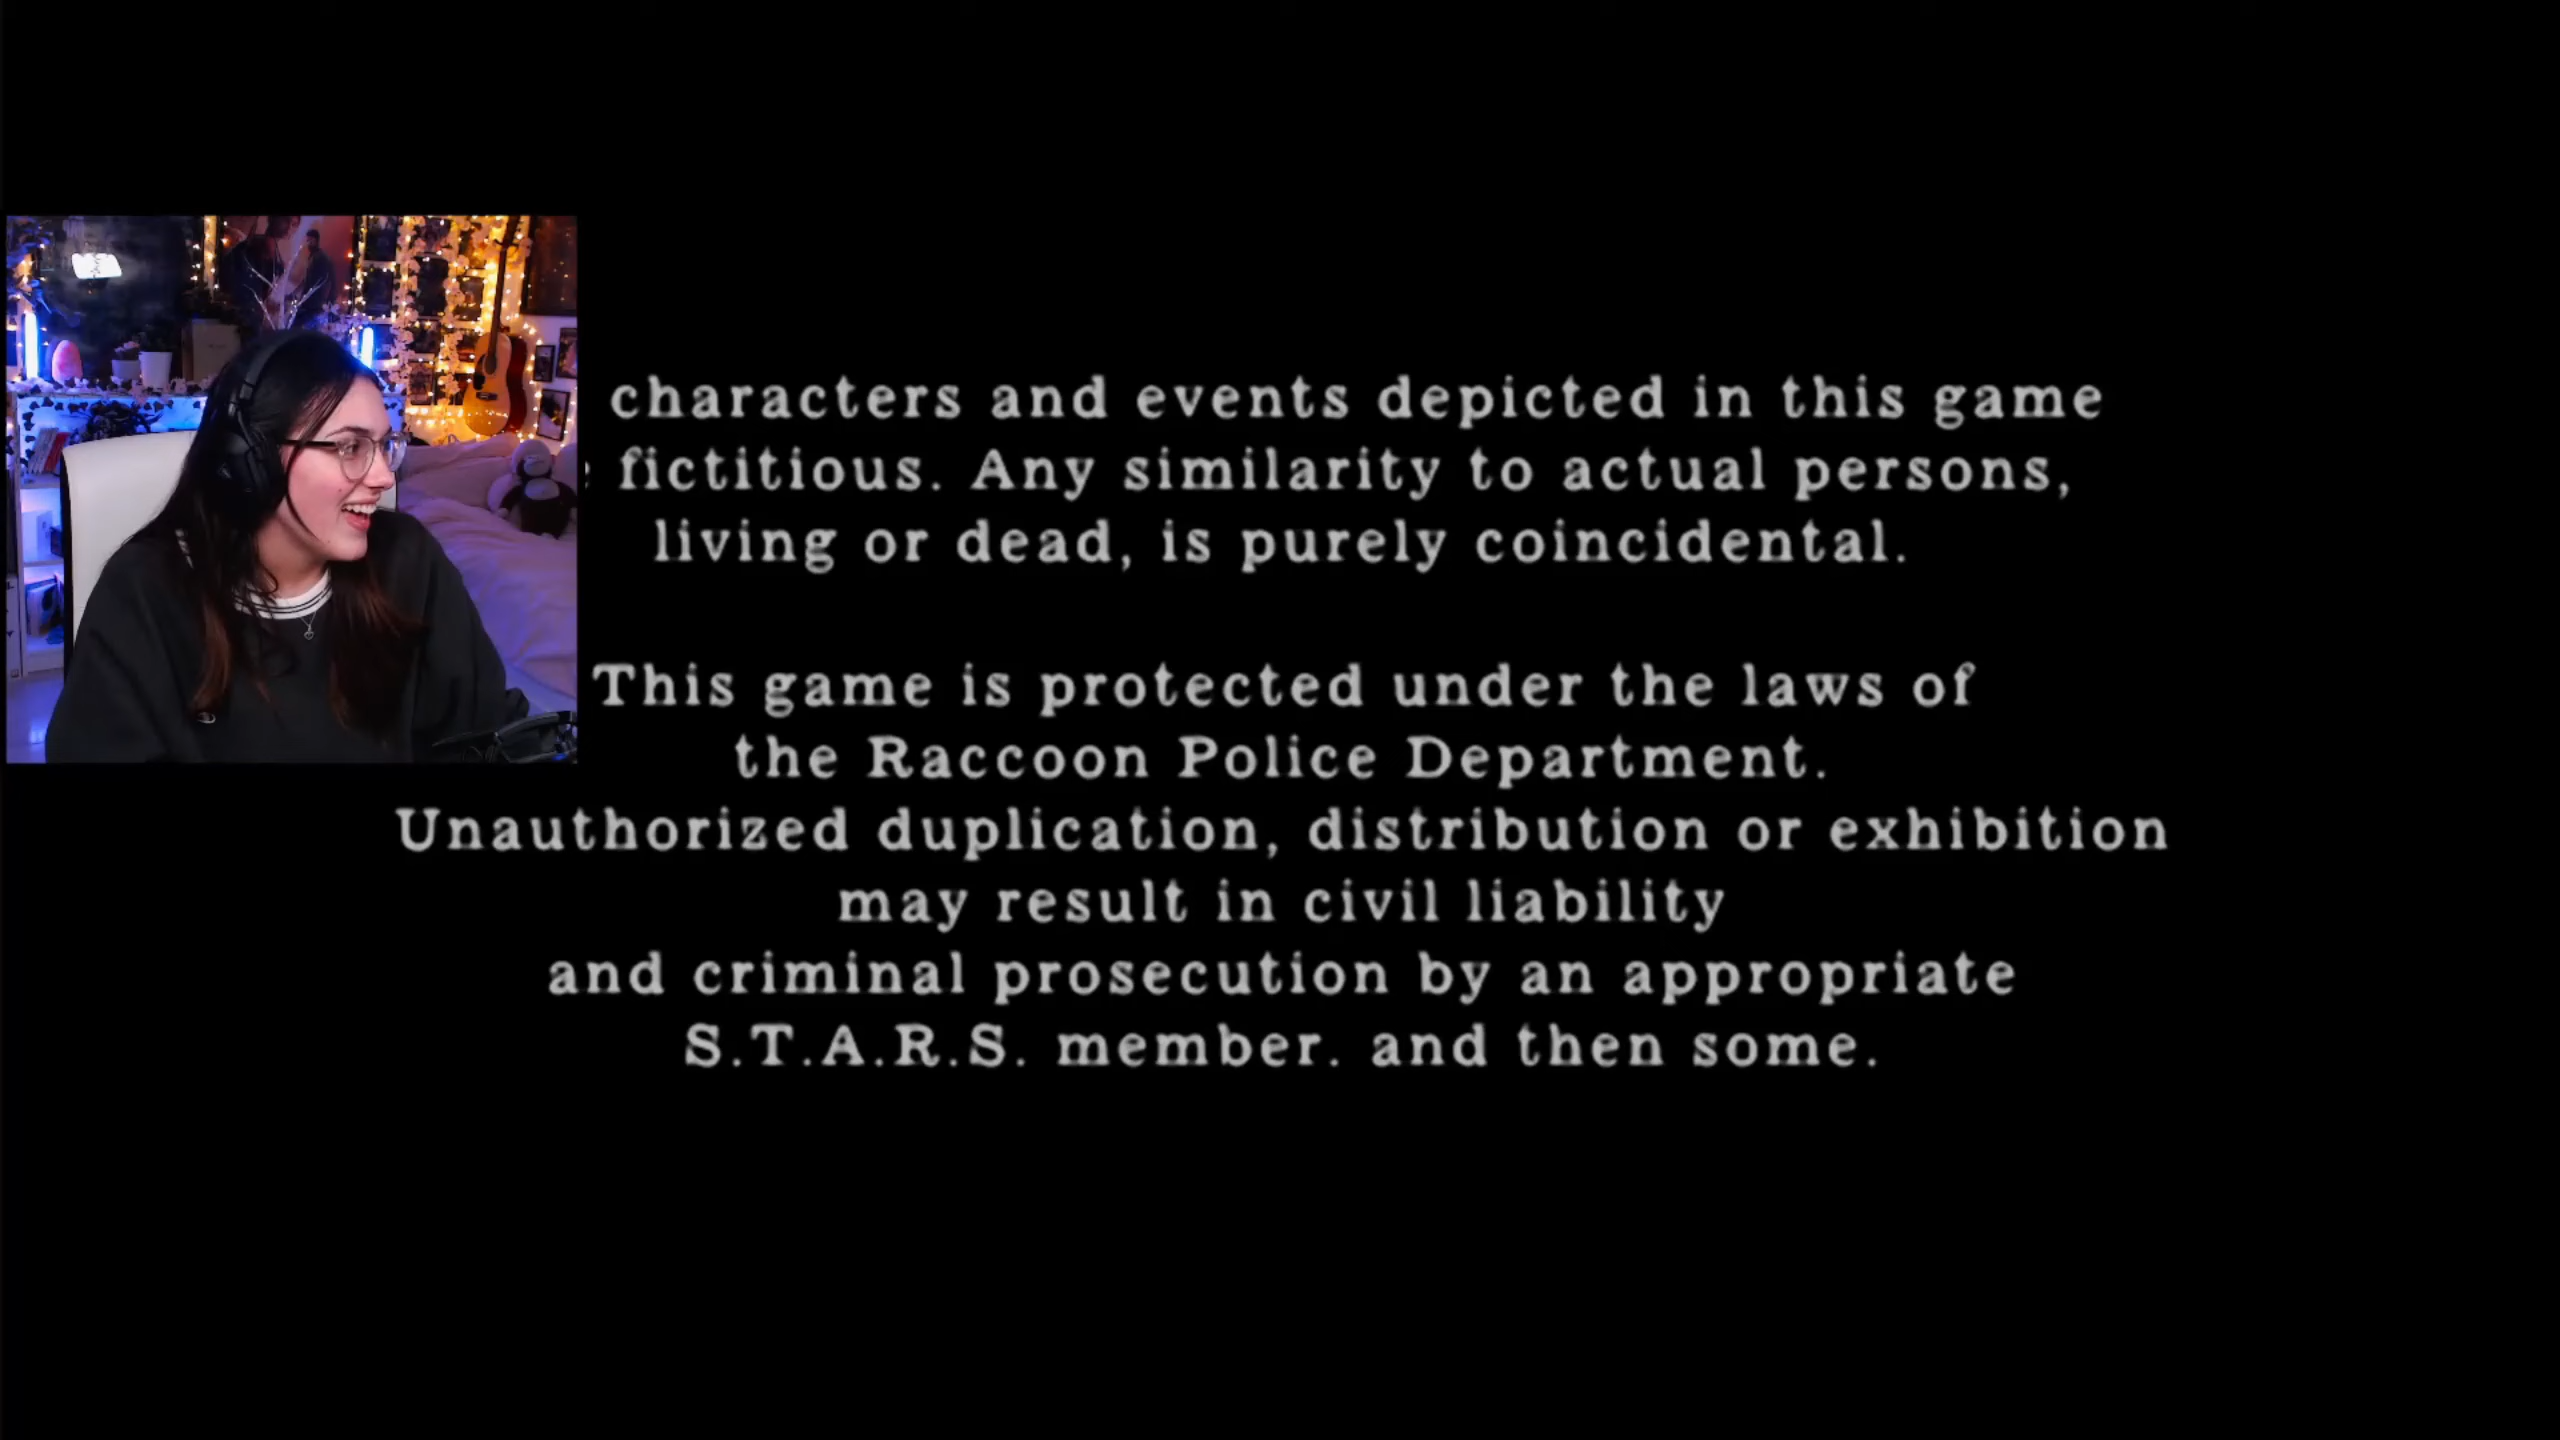 characters and events depicted in this game
fictitious. Any similarity to actual persons,
living or dead, is purely coincidental.
This game is protected under the laws of
the Raccoon Police Department.
Unauthorized duplication, distribution or exhibition
may result in civil liability
and criminal prosecution by an appropriate
S.T.A.R.S. member. and then some.